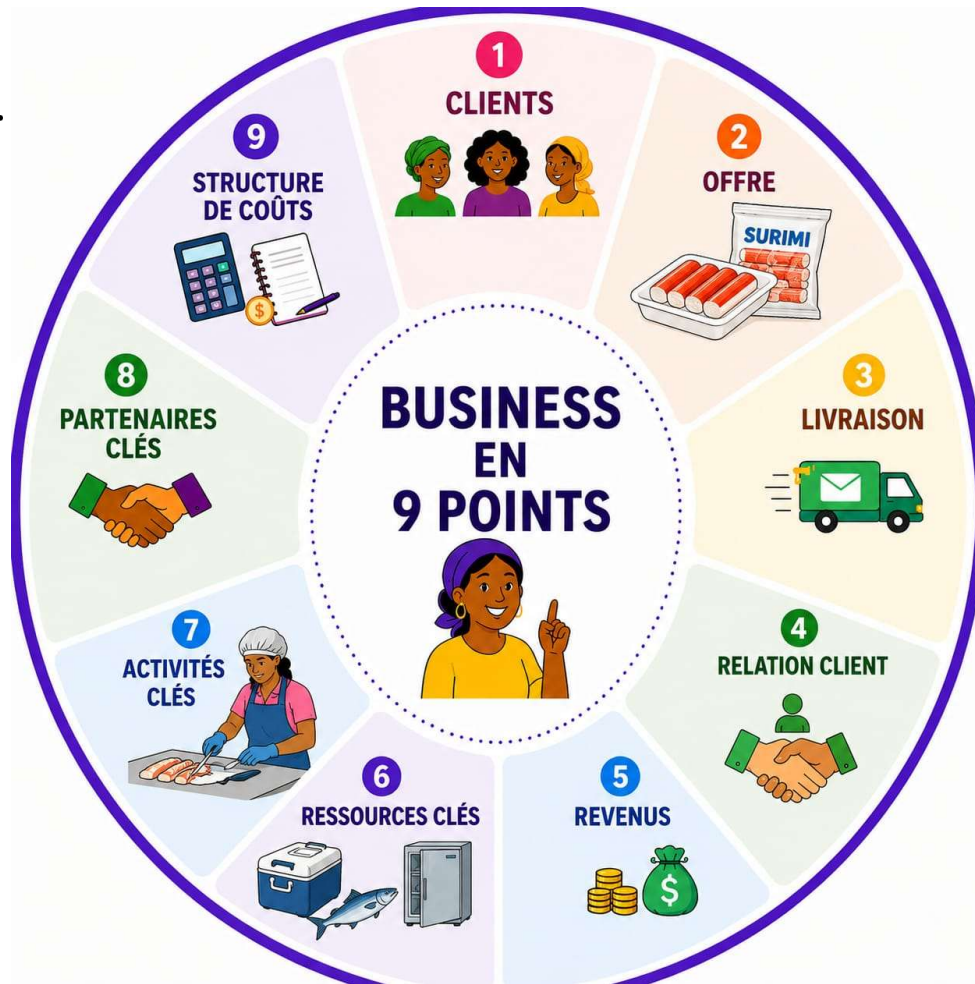 1
CLIENTS
2
OFFRE
SURIMI
3
LIVRAISON
4
RELATION CLIENT
5
REVENUS
$
6
RESSOURCES CLÉS
7
ACTIVITÉS
CLÉS
8
PARTENAIRES
CLÉS
9
STRUCTURE
DE COÛTS
$
BUSINESS
EN
9 POINTS